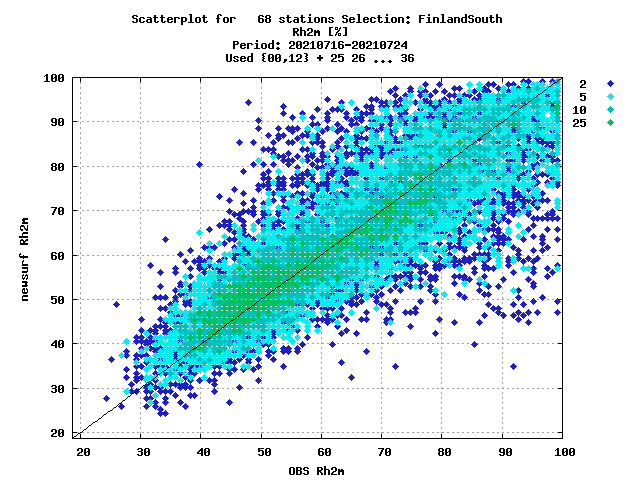 Scatterplot for   68 stations Selection: FinlandSouth
Rh2m [%]
Period: 20210716-20210724
Used {00,12} + 25 26 ... 36
2
5
10
25
100
90
80
70
60
50
40
30
20
newsurf Rh2m
20 30 40 50 60 70 80 90 100
OBS Rh2m